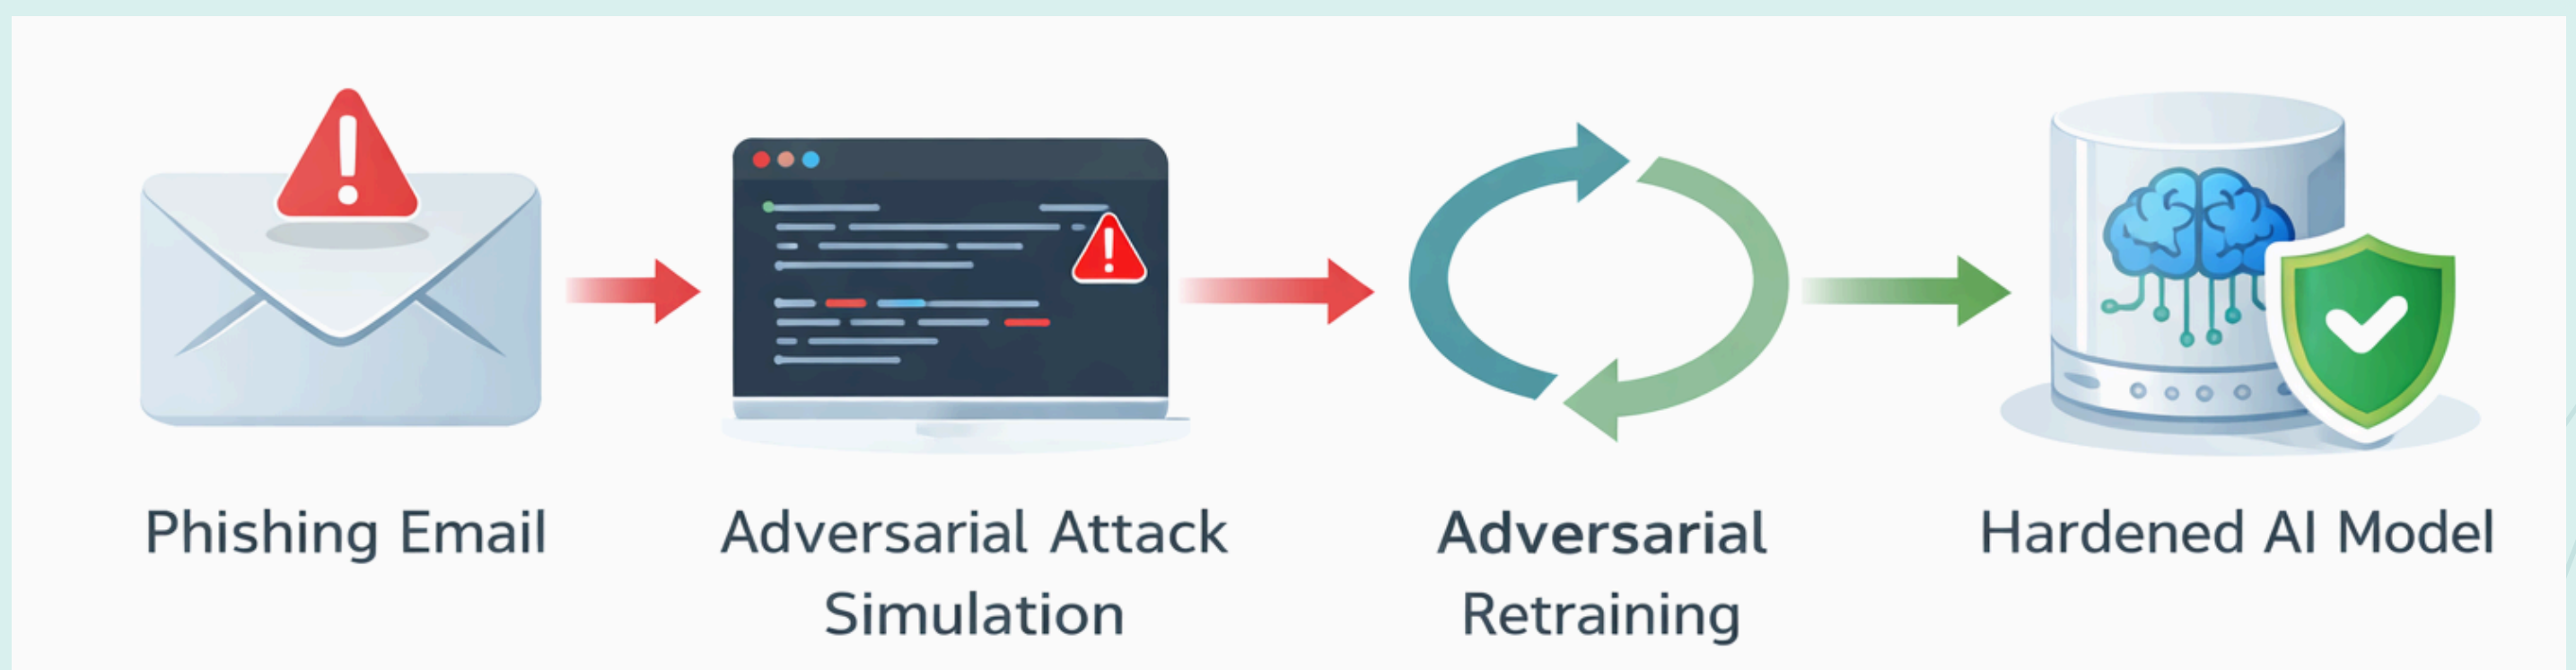 Phishing Email
Adversarial Attack
Simulation
Adversarial
Retraining
Hardened AI Model